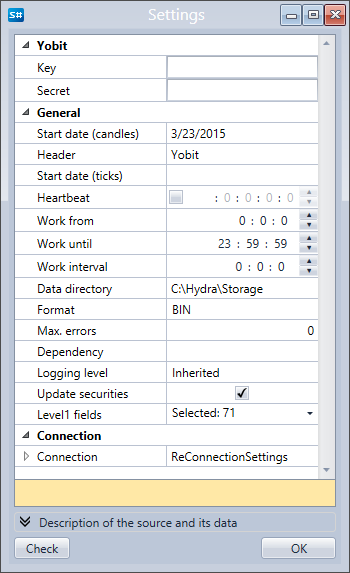 S# Settings
Yobit
Key
Secret
General
Start date (candles) 3/23/2015
Header Yobit
Start date (ticks)
Heartbeat : 0 : 0 : 0 : 0
Work from 0 : 0 : 0
Work until 23 : 59 : 59
Work interval 0 : 0 : 0
Data directory C:\Hydra\Storage
Format BIN
Max. errors 0
Dependency
Logging level Inherited
Update securities
Level1 fields Selected: 71
Connection
Connection ReConnectionSettings
Description of the source and its data
Check OK